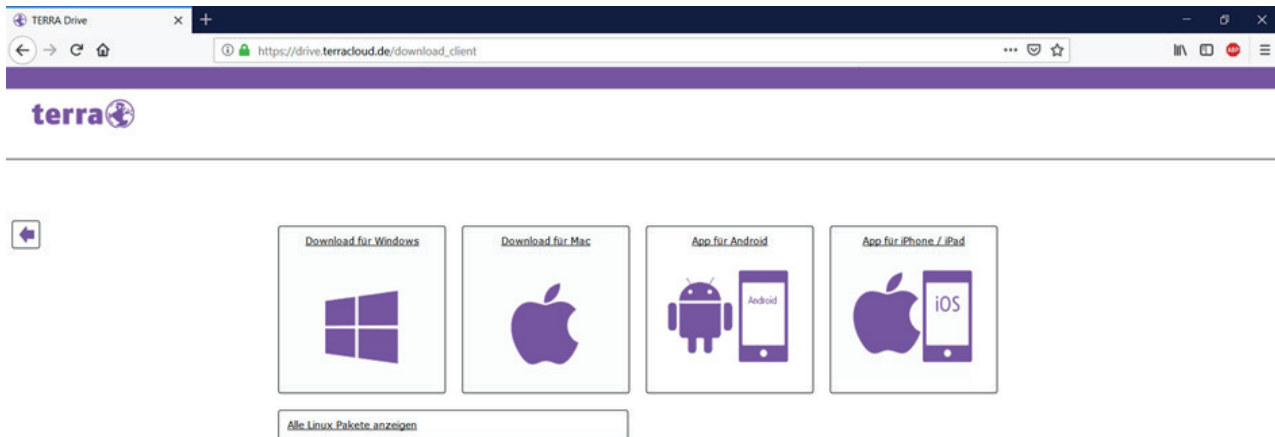 TERRA Drive
https://drive.terracloud.de/download_client
ABP
terra
Download für Windows
Download für Mac
App für Android
App für iPhone / iPad
Android
iOS
Alle Linux Pakete anzeigen